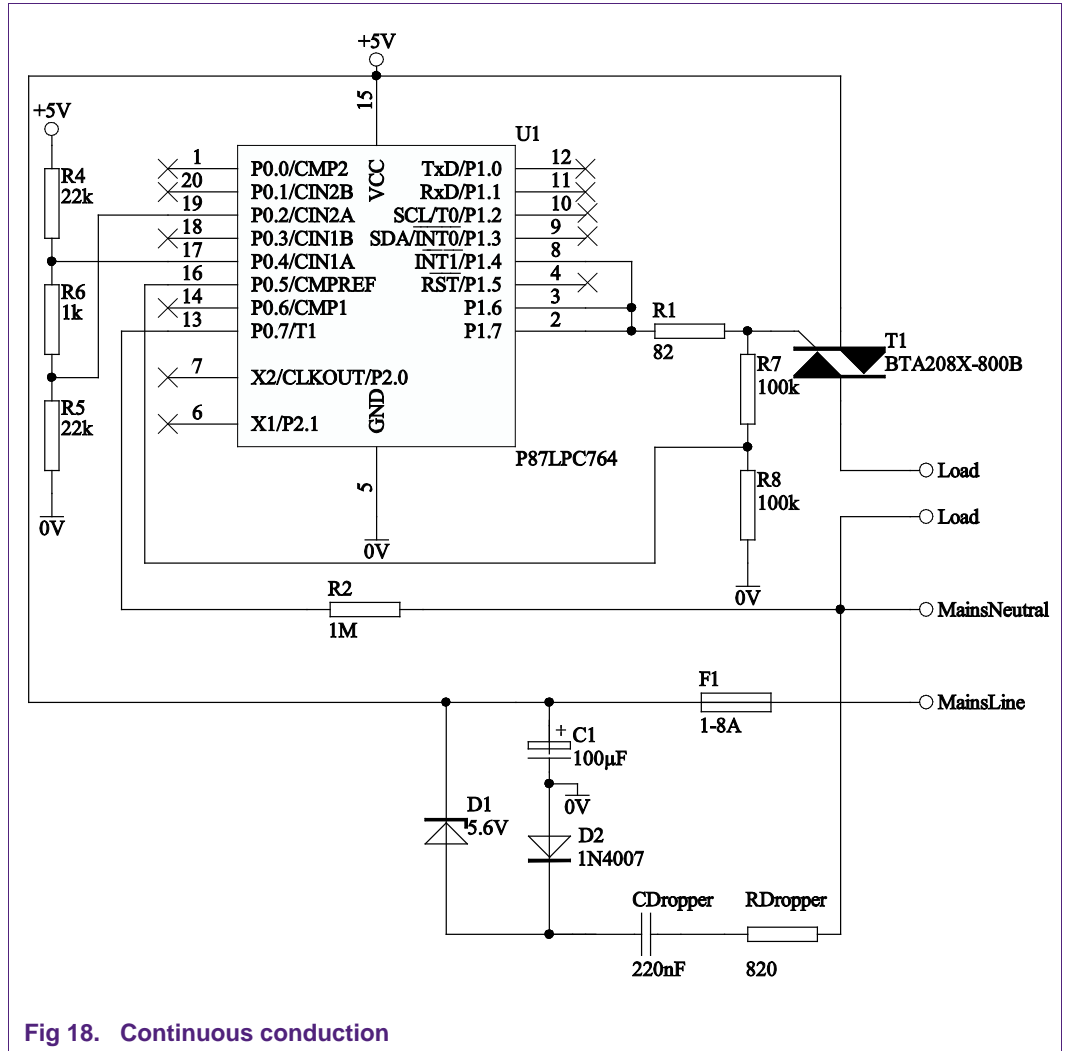 +5V
15
+5V
U1
R4
22k
1
20
19
18
17
16
14
13
7
6
P0.0/CMP2
P0.1/CIN2B
P0.2/CIN2A
P0.3/CIN1B
P0.4/CIN1A
P0.5/CMPREF
P0.6/CMP1
P0.7/T1
X2/CLKOUT/P2.0
X1/P2.1
VCC
GND
TxD/P1.0
RxD/P1.1
SCL/T0/P1.2
SDA/INT0/P1.3
INT1/P1.4
RST/P1.5
P1.6
P1.7
12
11
10
9
8
4
3
2
P87LPC764
5
0V
R6
1k
R5
22k
0V
R1
82
R7
100k
R8
100k
0V
T1
BTA208X-800B
Load
Load
R2
1M
MainsNeutral
F1
1-8A
MainsLine
+
C1
100µF
0V
D1
5.6V
D2
1N4007
CDropper
220nF
RDropper
820
Fig 18. Continuous conduction